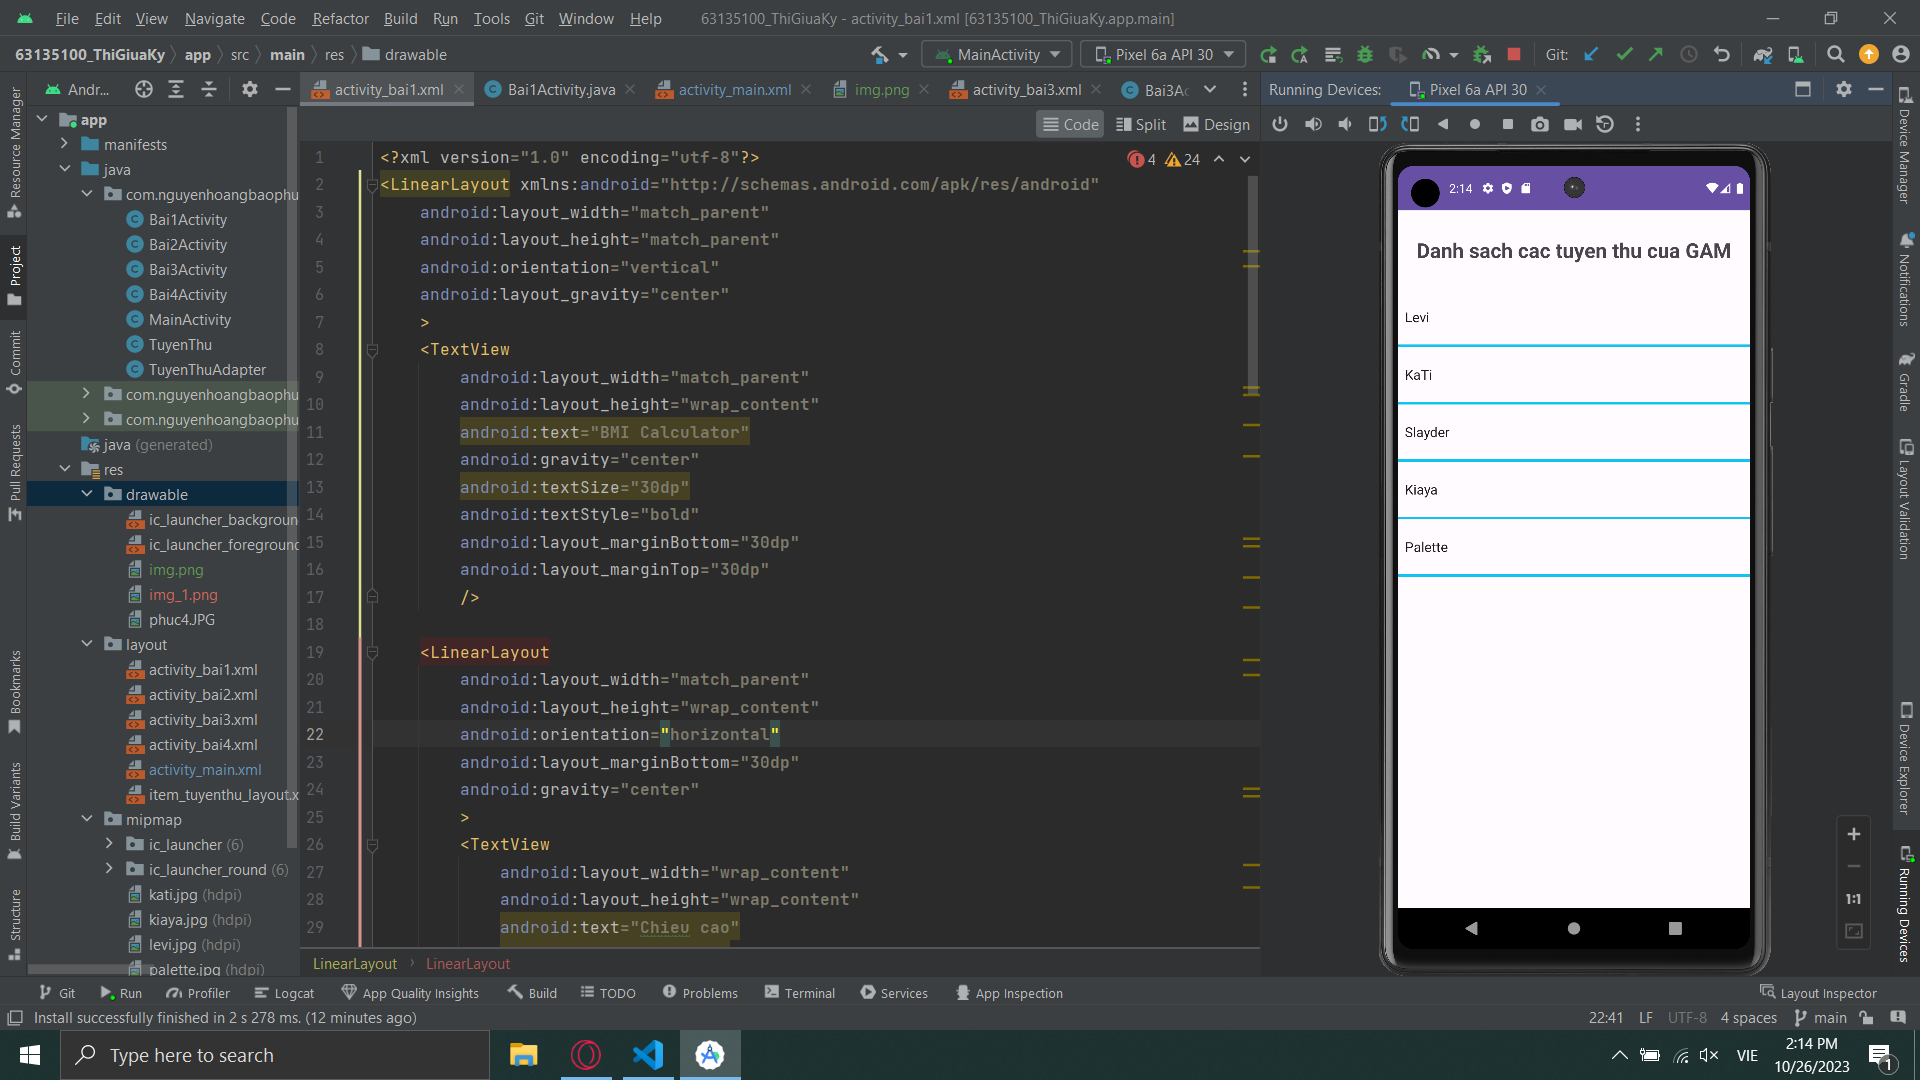 File Edit View Navigate Code Refactor Build Run Tools Git Window Help 63135100_ThiGiuaKy - activity_bai1.xml [63135100_ThiGiuaKy.app.main]
63135100_ThiGiuaKy app src main res drawable MainActivity Pixel 6a API 30 Git:
Andr... activity_bai1.xml Bai1Activity.java activity_main.xml img.png activity_bai3.xml Bai3Ac Running Devices: Pixel 6a API 30
Code Split Design
Resource Manager
Project
Commit
Pull Requests
Bookmarks
Build Variants
Structure
app
manifests
java
com.nguyenhoangbaophu
Bai1Activity
Bai2Activity
Bai3Activity
Bai4Activity
MainActivity
TuyenThu
TuyenThuAdapter
com.nguyenhoangbaophu
com.nguyenhoangbaophu
java (generated)
res
drawable
ic_launcher_backgroun
ic_launcher_foreground
img.png
img_1.png
phuc4.JPG
layout
activity_bai1.xml
activity_bai2.xml
activity_bai3.xml
activity_bai4.xml
activity_main.xml
item_tuyenthu_layout.x
mipmap
ic_launcher (6)
ic_launcher_round (6)
kati.jpg (hdpi)
kiaya.jpg (hdpi)
levi.jpg (hdpi)
palette.jpg (hdpi)
4 24
1 <?xml version="1.0" encoding="utf-8"?>
2 <LinearLayout xmlns:android="http://schemas.android.com/apk/res/android"
3 android:layout_width="match_parent"
4 android:layout_height="match_parent"
5 android:orientation="vertical"
6 android:layout_gravity="center"
7 >
8 <TextView
9 android:layout_width="match_parent"
10 android:layout_height="wrap_content"
11 android:text="BMI Calculator"
12 android:gravity="center"
13 android:textSize="30dp"
14 android:textStyle="bold"
15 android:layout_marginBottom="30dp"
16 android:layout_marginTop="30dp"
17 />
18
19 <LinearLayout
20 android:layout_width="match_parent"
21 android:layout_height="wrap_content"
22 android:orientation="horizontal"
23 android:layout_marginBottom="30dp"
24 android:gravity="center"
25 >
26 <TextView
27 android:layout_width="wrap_content"
28 android:layout_height="wrap_content"
29 android:text="Chieu cao"
LinearLayout LinearLayout
2:14
Danh sach cac tuyen thu cua GAM
Levi
KaTi
Slayder
Kiaya
Palette
1:1
Device Manager
Notifications
Gradle
Layout Validation
Device Explorer
Running Devices
Git Run Profiler Logcat App Quality Insights Build TODO Problems Terminal Services App Inspection Layout Inspector
Install successfully finished in 2 s 278 ms. (12 minutes ago) 22:41 LF UTF-8 4 spaces main
Type here to search VIE 2:14 PM
10/26/2023 1